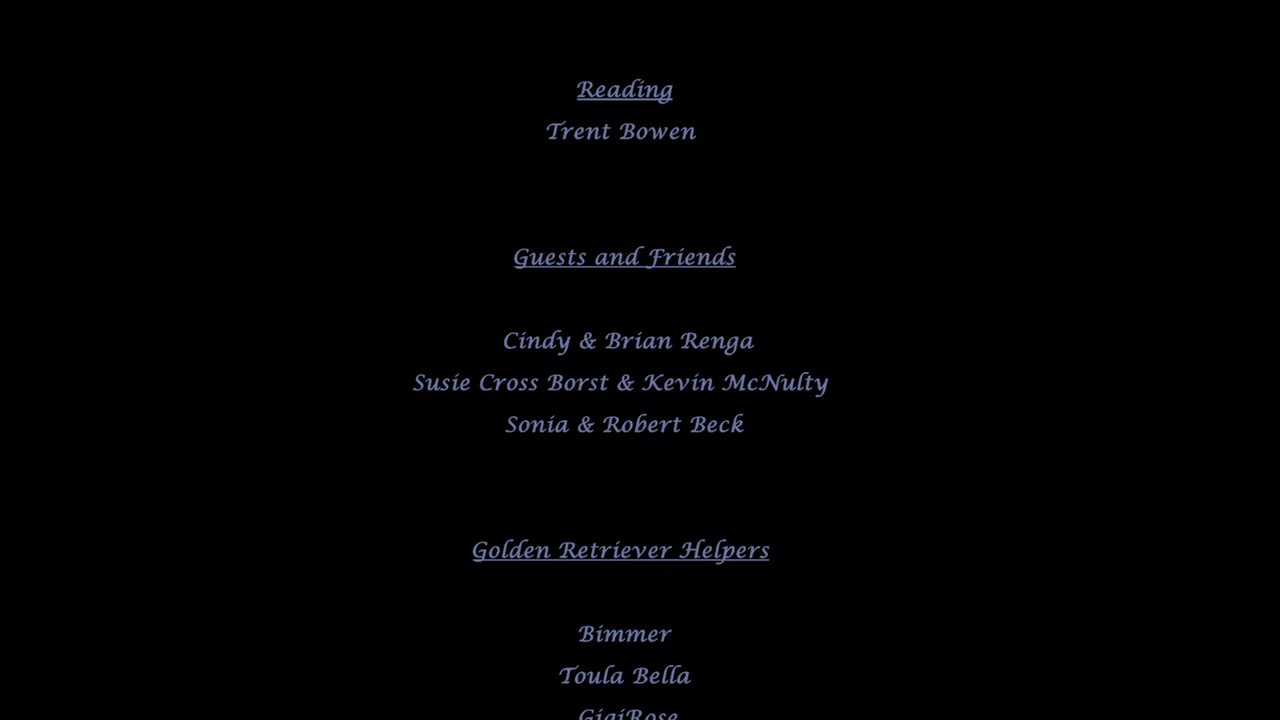 Reading
Trent Bowen
Guests and Friends
Cindy & Brian Renga
Susie Cross Borst & Kevin McNulty
Sonia & Robert Beck
Golden Retriever Helpers
Bimmer
Toula Bella
GigiRose